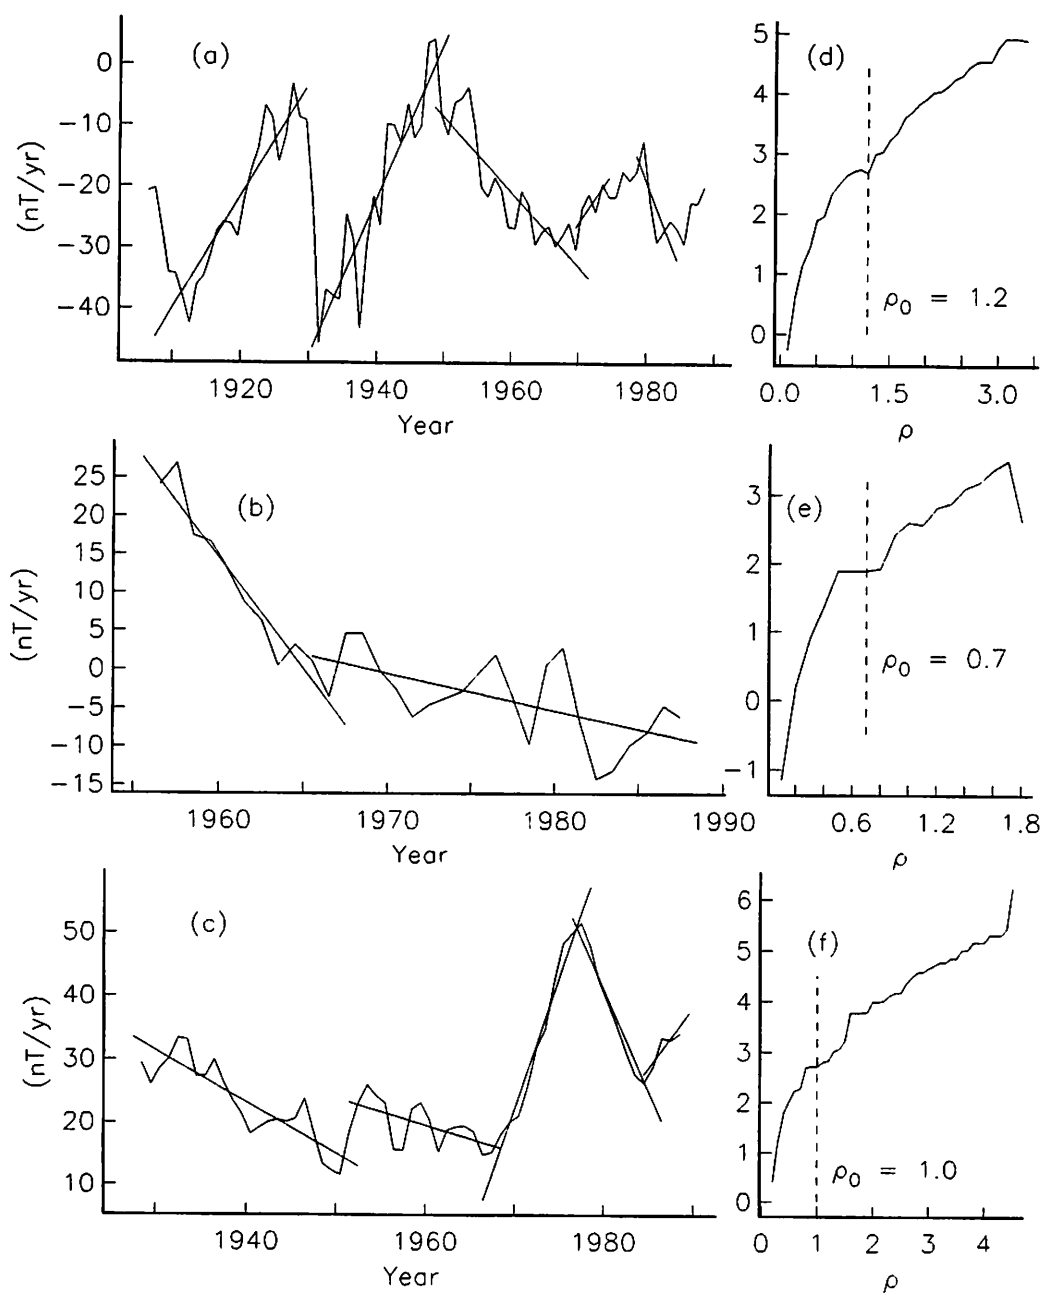 (a)
(nT/yr)
0
−10
−20
−30
−40
1920 1940 1960 1980
Year
(d)
5
4
3
2
1
0
ρ0 = 1.2
0.0 1.5 3.0
ρ
(b)
(nT/yr)
25
20
15
10
5
0
−5
−10
−15
1960 1970 1980 1990
Year
(e)
3
2
1
0
−1
ρ0 = 0.7
0.6 1.2 1.8
ρ
(c)
(nT/yr)
50
40
30
20
10
1940 1960 1980
Year
(f)
6
5
4
3
2
1
0
ρ0 = 1.0
0 1 2 3 4
ρ